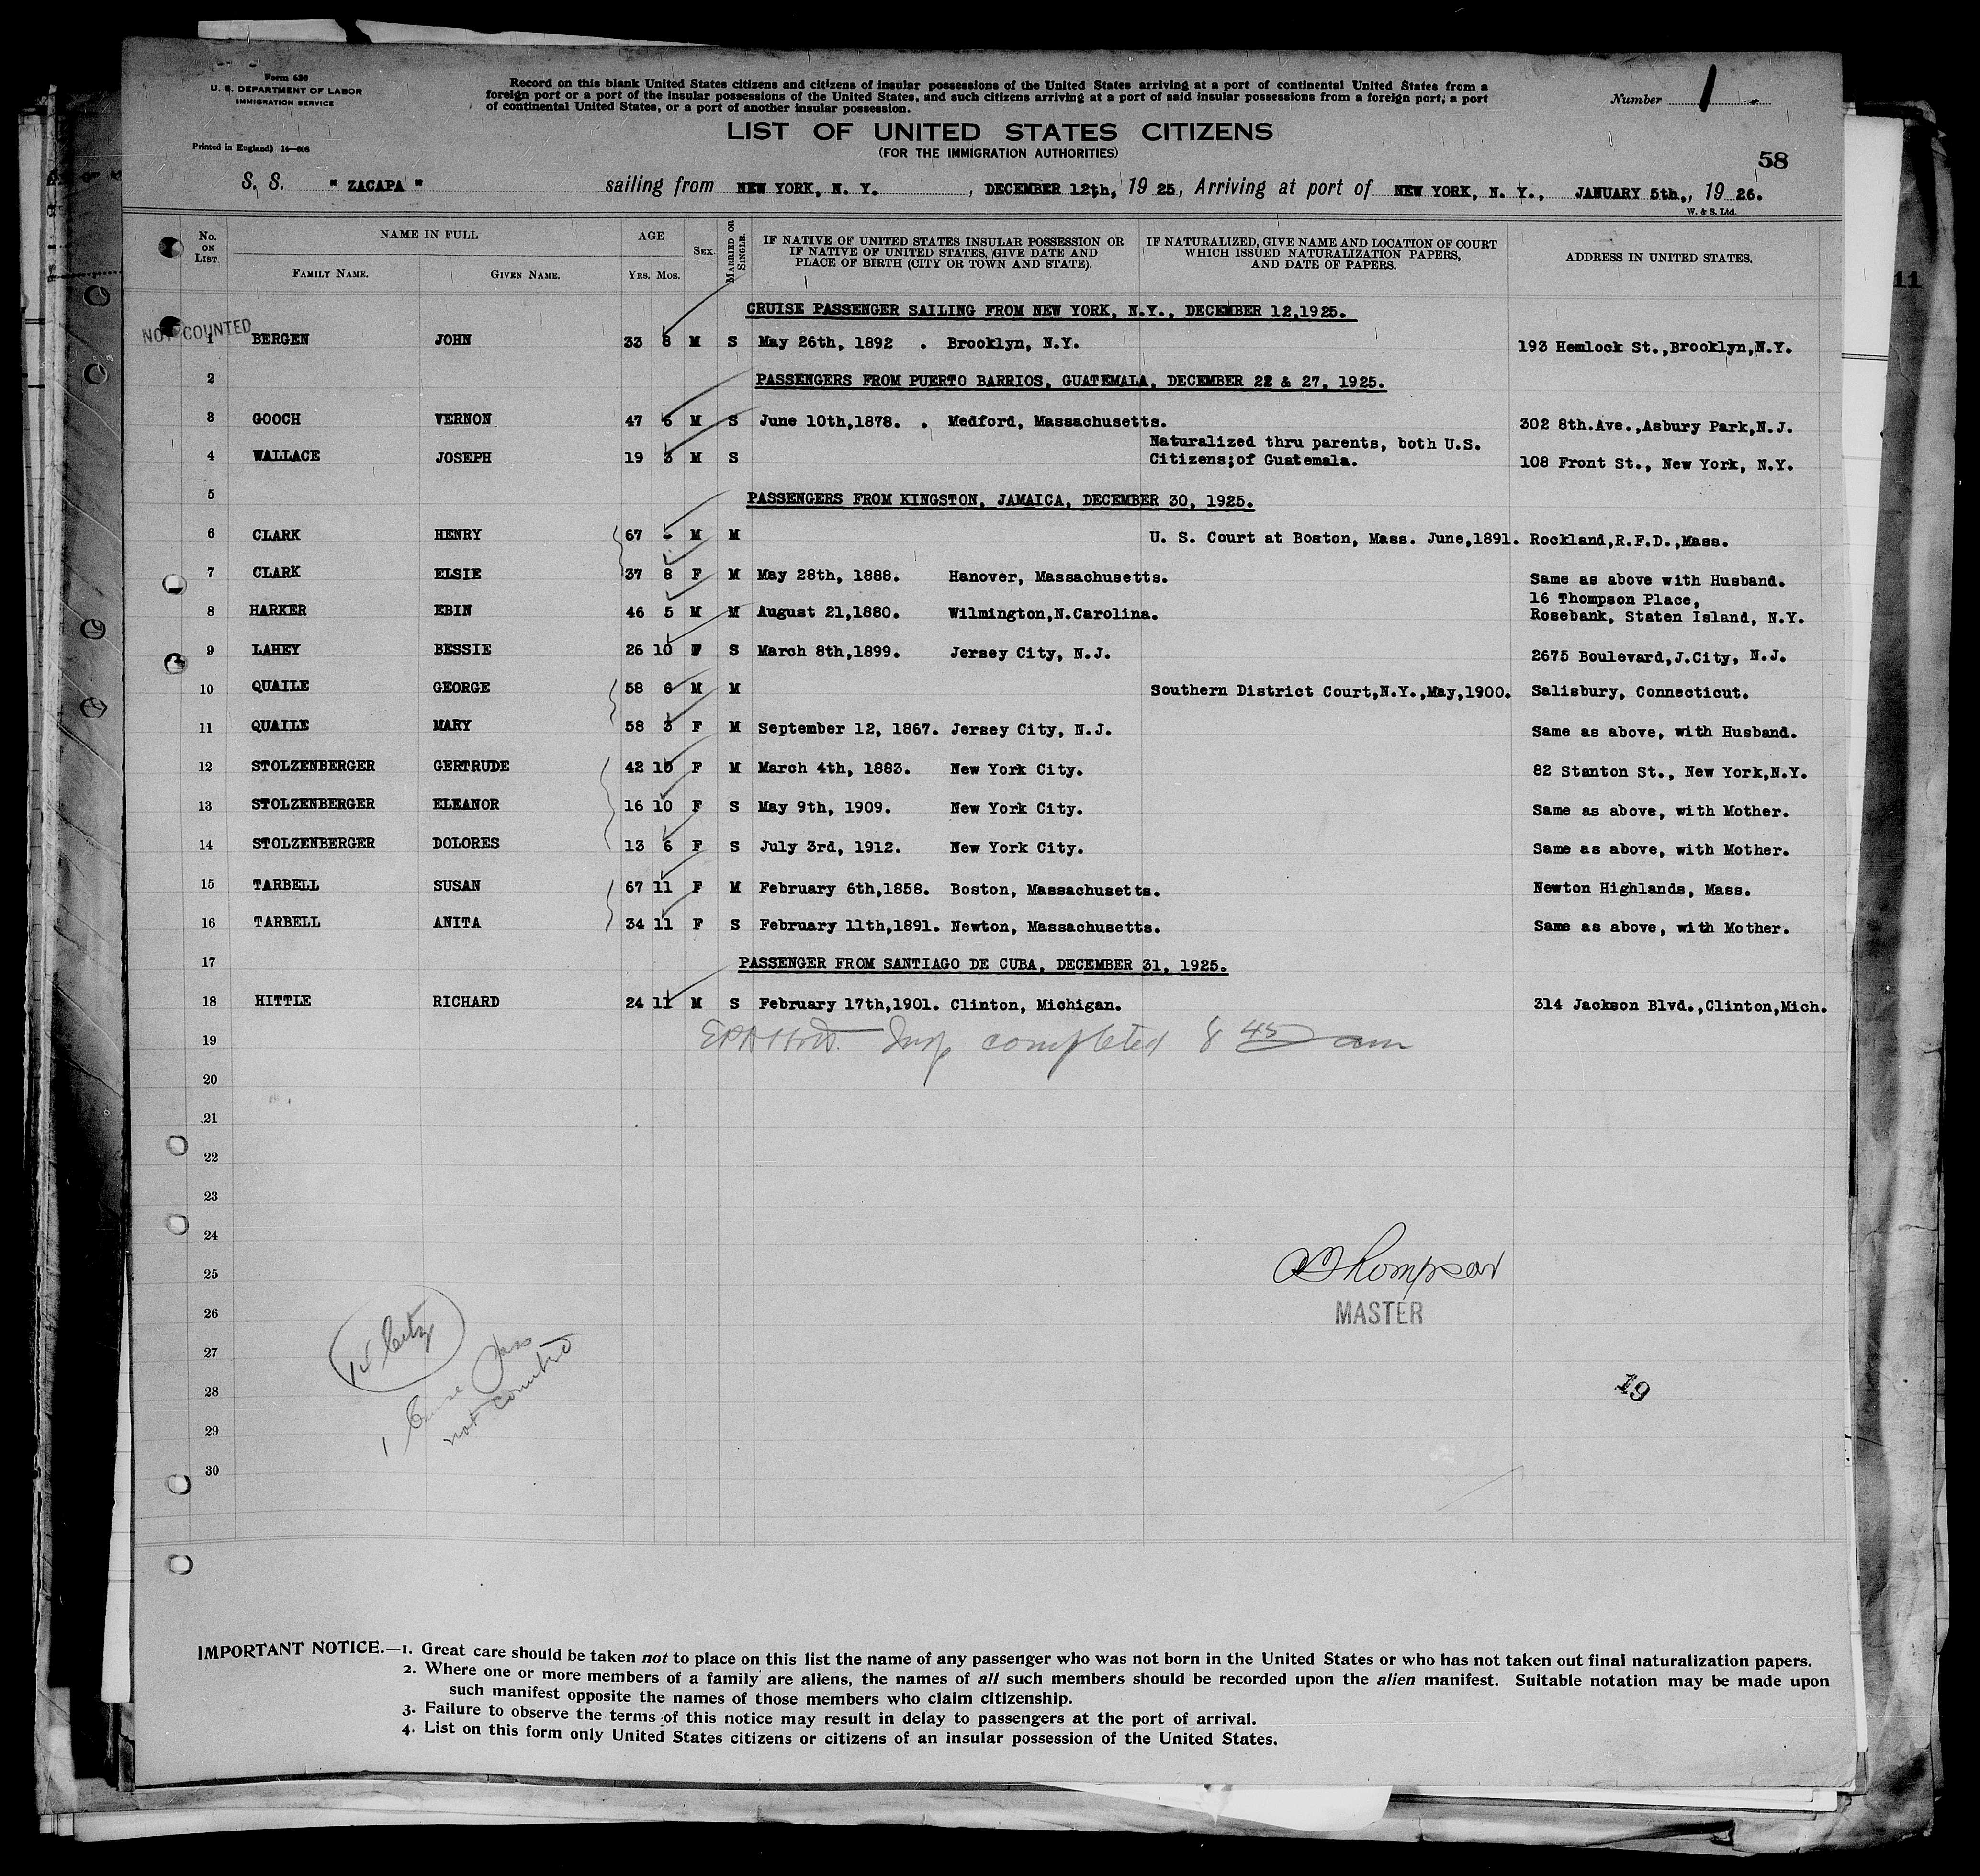 Form 630
U. S. DEPARTMENT OF LABOR
IMMIGRATION SERVICE
Printed in England) 14—608
Record on this blank United States citizens and citizens of insular possessions of the United States arriving at a port of continental United States from a
foreign port or a port of the insular possessions of the United States, and such citizens arriving at a port of said insular possessions from a foreign port, a port
of continental United States, or a port of another insular possession.
Number 1
LIST OF UNITED STATES CITIZENS
(FOR THE IMMIGRATION AUTHORITIES)
58
S. S. "ZACAPA" sailing from NEW YORK, N. Y. , DECEMBER 12th, 19 25, Arriving at port of NEW YORK, N. Y., JANUARY 5th,, 19 26.
W. & S. Ltd.
No. ON LIST. NAME IN FULL AGE SEX. MARRIED OR SINGLE. IF NATIVE OF UNITED STATES INSULAR POSSESSION OR IF NATIVE OF UNITED STATES, GIVE DATE AND PLACE OF BIRTH (CITY OR TOWN AND STATE). IF NATURALIZED, GIVE NAME AND LOCATION OF COURT WHICH ISSUED NATURALIZATION PAPERS, AND DATE OF PAPERS. ADDRESS IN UNITED STATES.
FAMILY NAME. GIVEN NAME. YRS. MOS.
CRUISE PASSENGER SAILING FROM NEW YORK, N.Y., DECEMBER 12,1925.
NOT COUNTED
1 BERGEN JOHN 33 8 M S May 26th, 1892 . Brooklyn, N.Y. 193 Hemlock St.,Brooklyn,N.Y.
2 PASSENGERS FROM PUERTO BARRIOS, GUATEMALA, DECEMBER 22 & 27, 1925.
3 GOOCH VERNON 47 6 M S June 10th,1878. . Medford, Massachusetts. 302 8th.Ave.,Asbury Park,N.J.
4 WALLACE JOSEPH 19 3 M S Naturalized thru parents, both U.S. Citizens;of Guatemala. 108 Front St., New York, N.Y.
5 PASSENGERS FROM KINGSTON, JAMAICA, DECEMBER 30, 1925.
6 CLARK HENRY 67 - M M U. S. Court at Boston, Mass. June,1891. Rockland,R.F.D.,Mass.
7 CLARK ELSIE 37 8 F M May 28th, 1888. Hanover, Massachusetts. Same as above with Husband.
8 HARKER EBIN 46 5 M M August 21,1880. Wilmington,N.Carolina. 16 Thompson Place, Rosebank, Staten Island, N.Y.
9 LAHEY BESSIE 26 10 F S March 8th,1899. Jersey City, N.J. 2675 Boulevard,J.City, N.J.
10 QUAILE GEORGE 58 6 M M Southern District Court,N.Y.,May,1900. Salisbury, Connecticut.
11 QUAILE MARY 58 3 F M September 12, 1867. Jersey City, N.J. Same as above, with Husband.
12 STOLZENBERGER GERTRUDE 42 10 F M March 4th, 1883. New York City. 82 Stanton St., New York,N.Y.
13 STOLZENBERGER ELEANOR 16 10 F S May 9th, 1909. New York City. Same as above, with Mother.
14 STOLZENBERGER DOLORES 13 6 F S July 3rd, 1912. New York City. Same as above, with Mother.
15 TARBELL SUSAN 67 11 F M February 6th,1858. Boston, Massachusetts. Newton Highlands, Mass.
16 TARBELL ANITA 34 11 F S February 11th,1891. Newton, Massachusetts. Same as above, with Mother.
17 PASSENGER FROM SANTIAGO DE CUBA, DECEMBER 31, 1925.
18 HITTLE RICHARD 24 11 M S February 17th,1901. Clinton, Michigan. 314 Jackson Blvd.,Clinton,Mich.
19 Insp completed 8 45 am
20
21
22
23
24
25 Thompson
26 MASTER
27 14 Citz
28 1 Cruise Pass 19
29 not counted
30
IMPORTANT NOTICE.—1. Great care should be taken not to place on this list the name of any passenger who was not born in the United States or who has not taken out final naturalization papers.
2. Where one or more members of a family are aliens, the names of all such members should be recorded upon the alien manifest. Suitable notation may be made upon
such manifest opposite the names of those members who claim citizenship.
3. Failure to observe the terms of this notice may result in delay to passengers at the port of arrival.
4. List on this form only United States citizens or citizens of an insular possession of the United States.
11